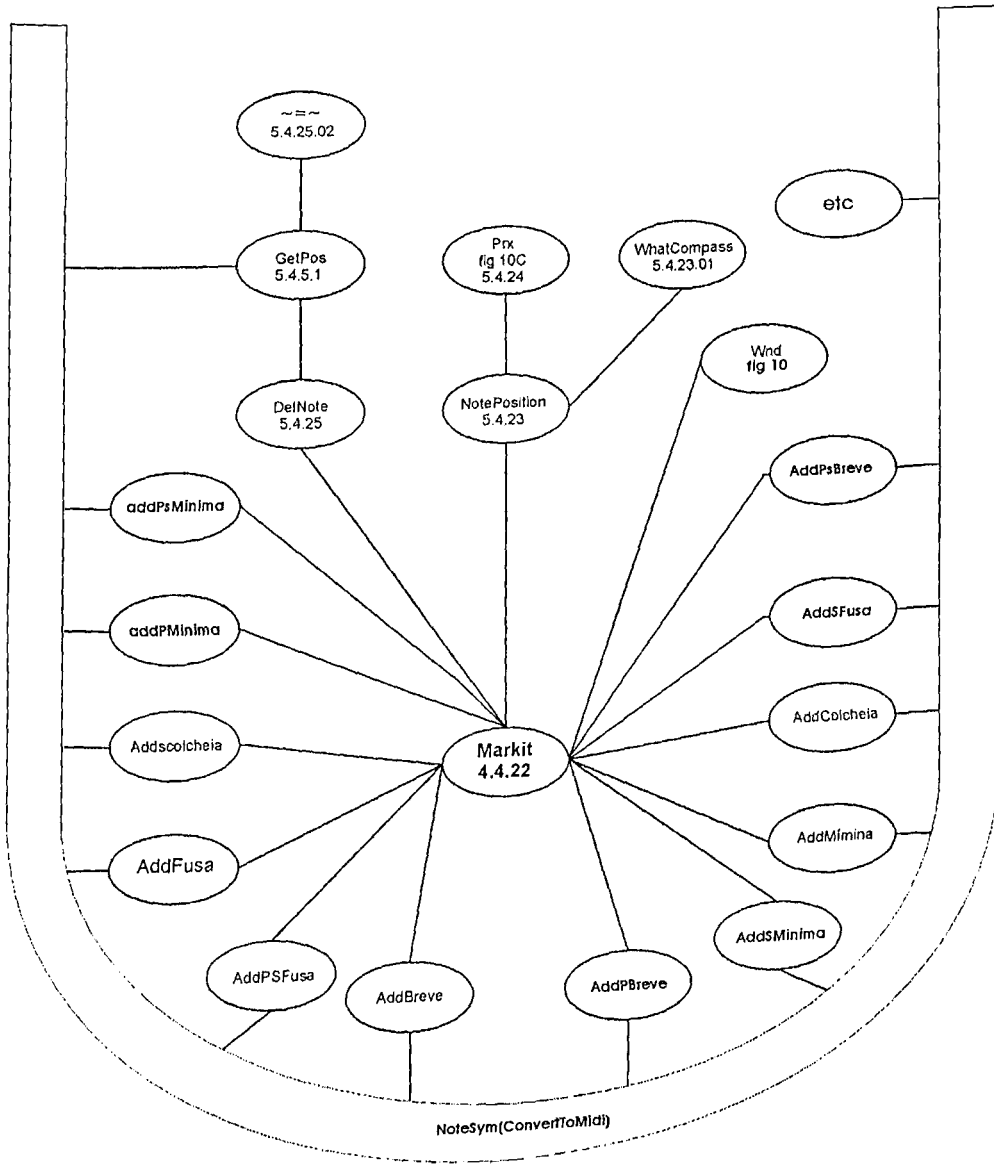 ~=~
5.4.25.02
etc
GetPos
5.4.5.1
Prx
fig 10C
5.4.24
WhatCompass
5.4.23.01
Wnd
fig 10
DelNote
5.4.25
NotePosition
5.4.23
AddPsBreve
addPsMinima
AddSFusa
addPMinima
AddColcheia
Addscolcheia
Markit
4.4.22
AddMimina
AddFusa
AddSMinima
AddPSFusa
AddBreve
AddPBreve
NoteSym(ConvertToMidi)